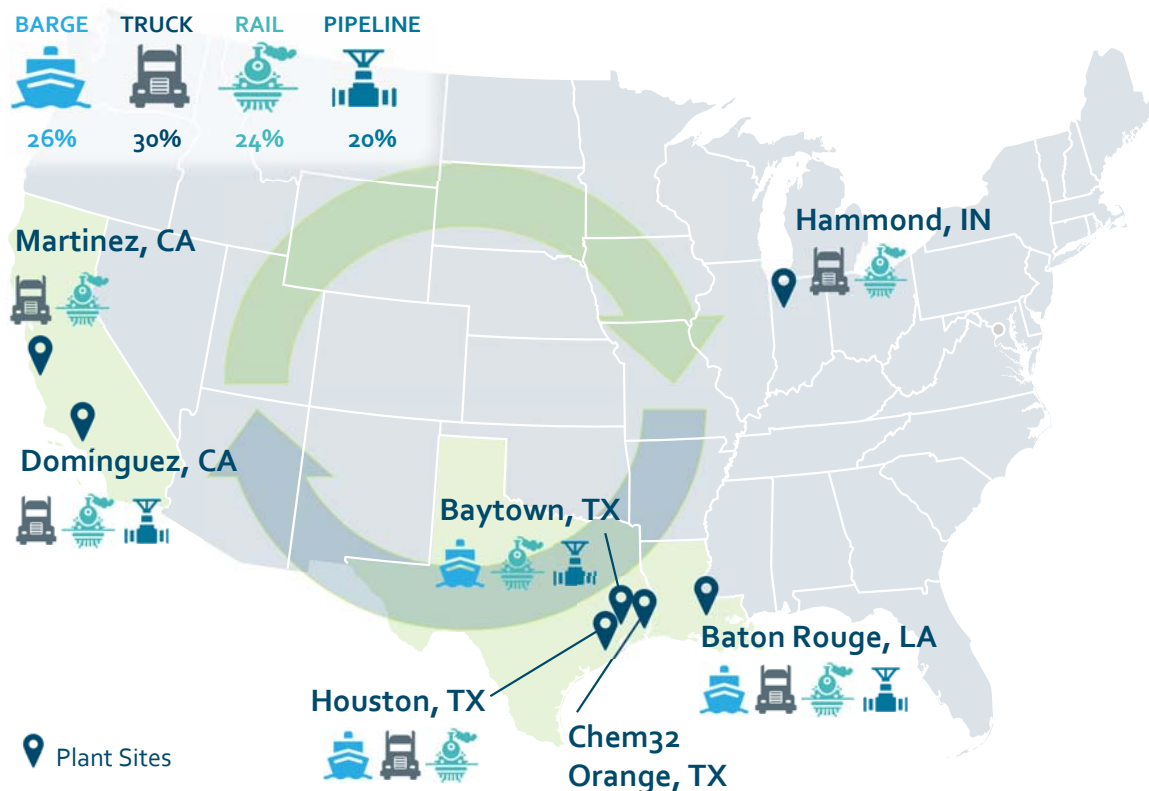 BARGE TRUCK RAIL PIPELINE
26% 30% 24% 20%
Martinez, CA
Hammond, IN
Dominguez, CA
Baytown, TX
Baton Rouge, LA
Houston, TX
Chem32
Orange, TX
Plant Sites